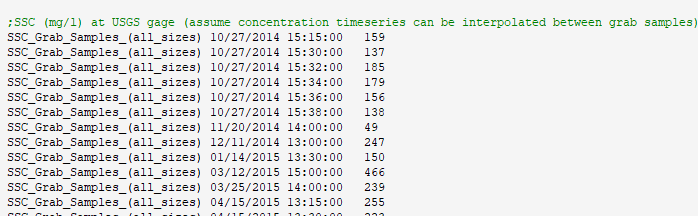 ;SSC (mg/l) at USGS gage (assume concentration timeseries can be interpolated between grab samples)
SSC_Grab_Samples_(all_sizes) 10/27/2014 15:15:00 159
SSC_Grab_Samples_(all_sizes) 10/27/2014 15:30:00 137
SSC_Grab_Samples_(all_sizes) 10/27/2014 15:32:00 185
SSC_Grab_Samples_(all_sizes) 10/27/2014 15:34:00 179
SSC_Grab_Samples_(all_sizes) 10/27/2014 15:36:00 156
SSC_Grab_Samples_(all_sizes) 10/27/2014 15:38:00 138
SSC_Grab_Samples_(all_sizes) 11/20/2014 14:00:00 49
SSC_Grab_Samples_(all_sizes) 12/11/2014 13:00:00 247
SSC_Grab_Samples_(all_sizes) 01/14/2015 13:30:00 150
SSC_Grab_Samples_(all_sizes) 03/12/2015 15:00:00 466
SSC_Grab_Samples_(all_sizes) 03/25/2015 14:00:00 239
SSC_Grab_Samples_(all_sizes) 04/15/2015 13:15:00 255